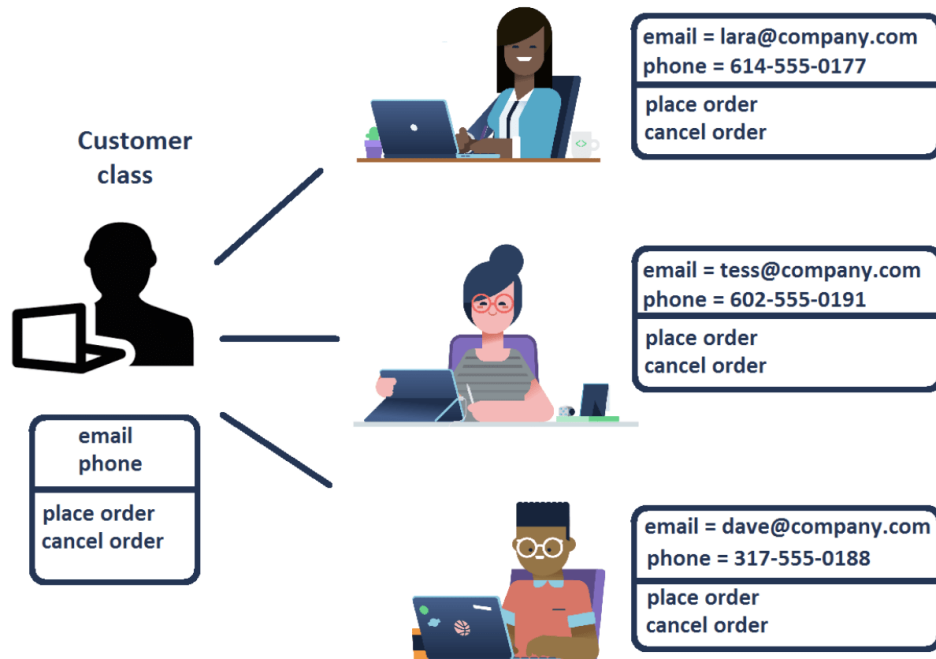 Customer
class
email
phone
place order
cancel order
email = lara@company.com
phone = 614-555-0177
place order
cancel order
email = tess@company.com
phone = 602-555-0191
place order
cancel order
email = dave@company.com
phone = 317-555-0188
place order
cancel order